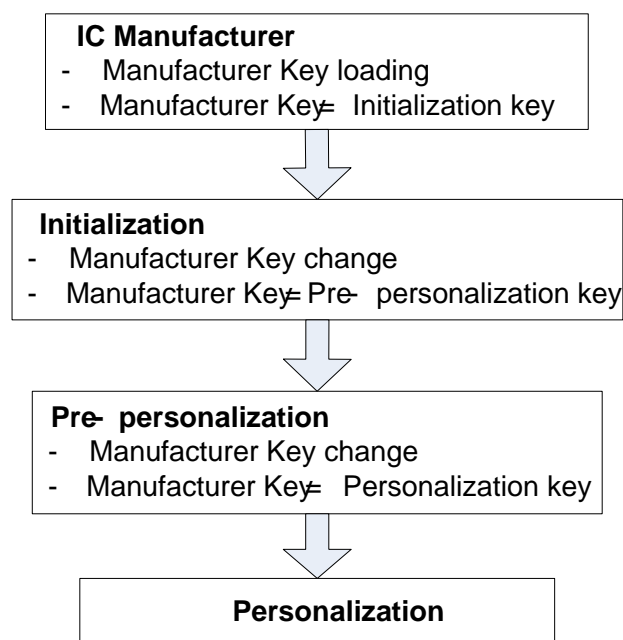 IC Manufacturer
- Manufacturer Key loading
- Manufacturer Key= Initialization key
Initialization
- Manufacturer Key change
- Manufacturer Key= Pre- personalization key
Pre- personalization
- Manufacturer Key change
- Manufacturer Key= Personalization key
Personalization